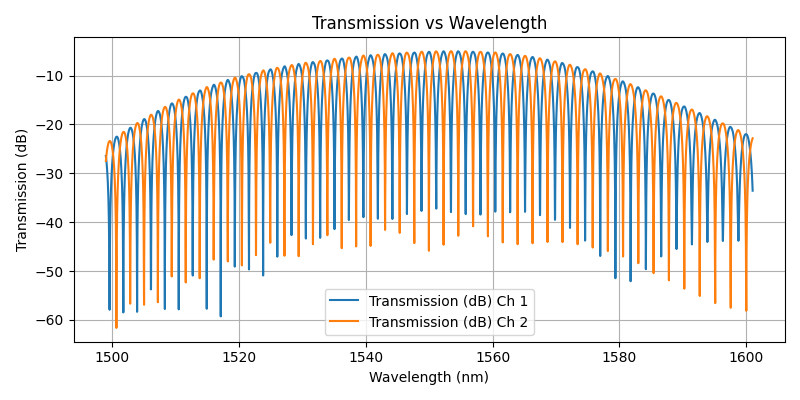 Transmission vs Wavelength
Transmission (dB)
−10
−20
−30
−40
−50
−60
Transmission (dB) Ch 1
Transmission (dB) Ch 2
1500 1520 1540 1560 1580 1600
Wavelength (nm)